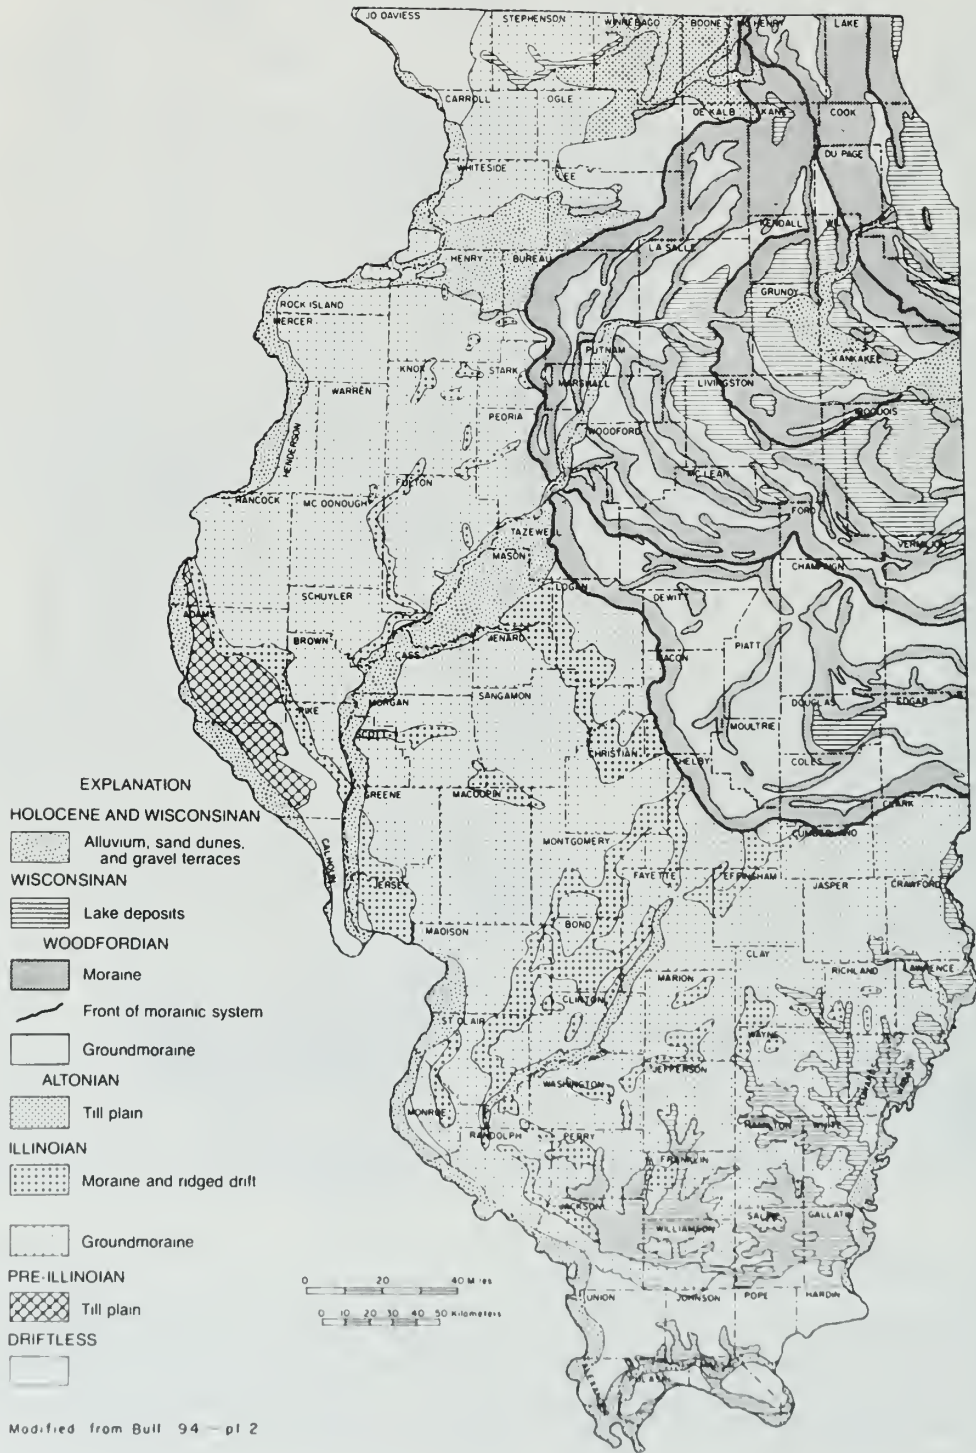 JO DAVIESS STEPHENSON WINNEBAGO BOONE MC HENRY LAKE
CARROLL OGLE DE KALB KANE COOK
DU PAGE
WHITESIDE LEE
KENDALL WILL
LA SALLE
HENRY BUREAU
GRUNDY
ROCK ISLAND
MERCER
PUTNAM KANKAKEE
KNOX STARK
WARREN MARSHALL LIVINGSTON
PEORIA IROQUOIS
HENDERSON WOODFORD
MC LEAN
HANCOCK MC DONOUGH FULTON
FORD
TAZEWELL
MASON VERMILION
CHAMPAIGN
LOGAN
SCHUYLER DEWITT
ADAMS
BROWN MENARD
CASS MACON PIATT
SANGAMON
PIKE MORGAN DOUGLAS EDGAR
SCOTT MOULTRIE
CHRISTIAN
SHELBY COLES
GREENE MACOUPIN
CLARK
CUMBERLAND
MONTGOMERY
CALHOUN
FAYETTE EFFINGHAM
JERSEY JASPER CRAWFORD
BOND
MADISON
CLAY
RICHLAND LAWRENCE
MARION
CLINTON
ST CLAIR
WAYNE
EDWARDS WABASH
JEFFERSON
WASHINGTON
MONROE
HAMILTON WHITE
RANDOLPH PERRY
FRANKLIN
JACKSON
WILLIAMSON SALINE GALLATIN
UNION JOHNSON POPE HARDIN
ALEXANDER
PULASKI
EXPLANATION
HOLOCENE AND WISCONSINAN
Alluvium, sand dunes,
and gravel terraces
WISCONSINAN
Lake deposits
WOODFORDIAN
Moraine
Front of morainic system
Groundmoraine
ALTONIAN
Till plain
ILLINOIAN
Moraine and ridged drift
Groundmoraine
PRE-ILLINOIAN
Till plain
DRIFTLESS
0 20 40 Miles
0 10 20 30 40 50 Kilometers
Modified from Bull 94 — pl 2